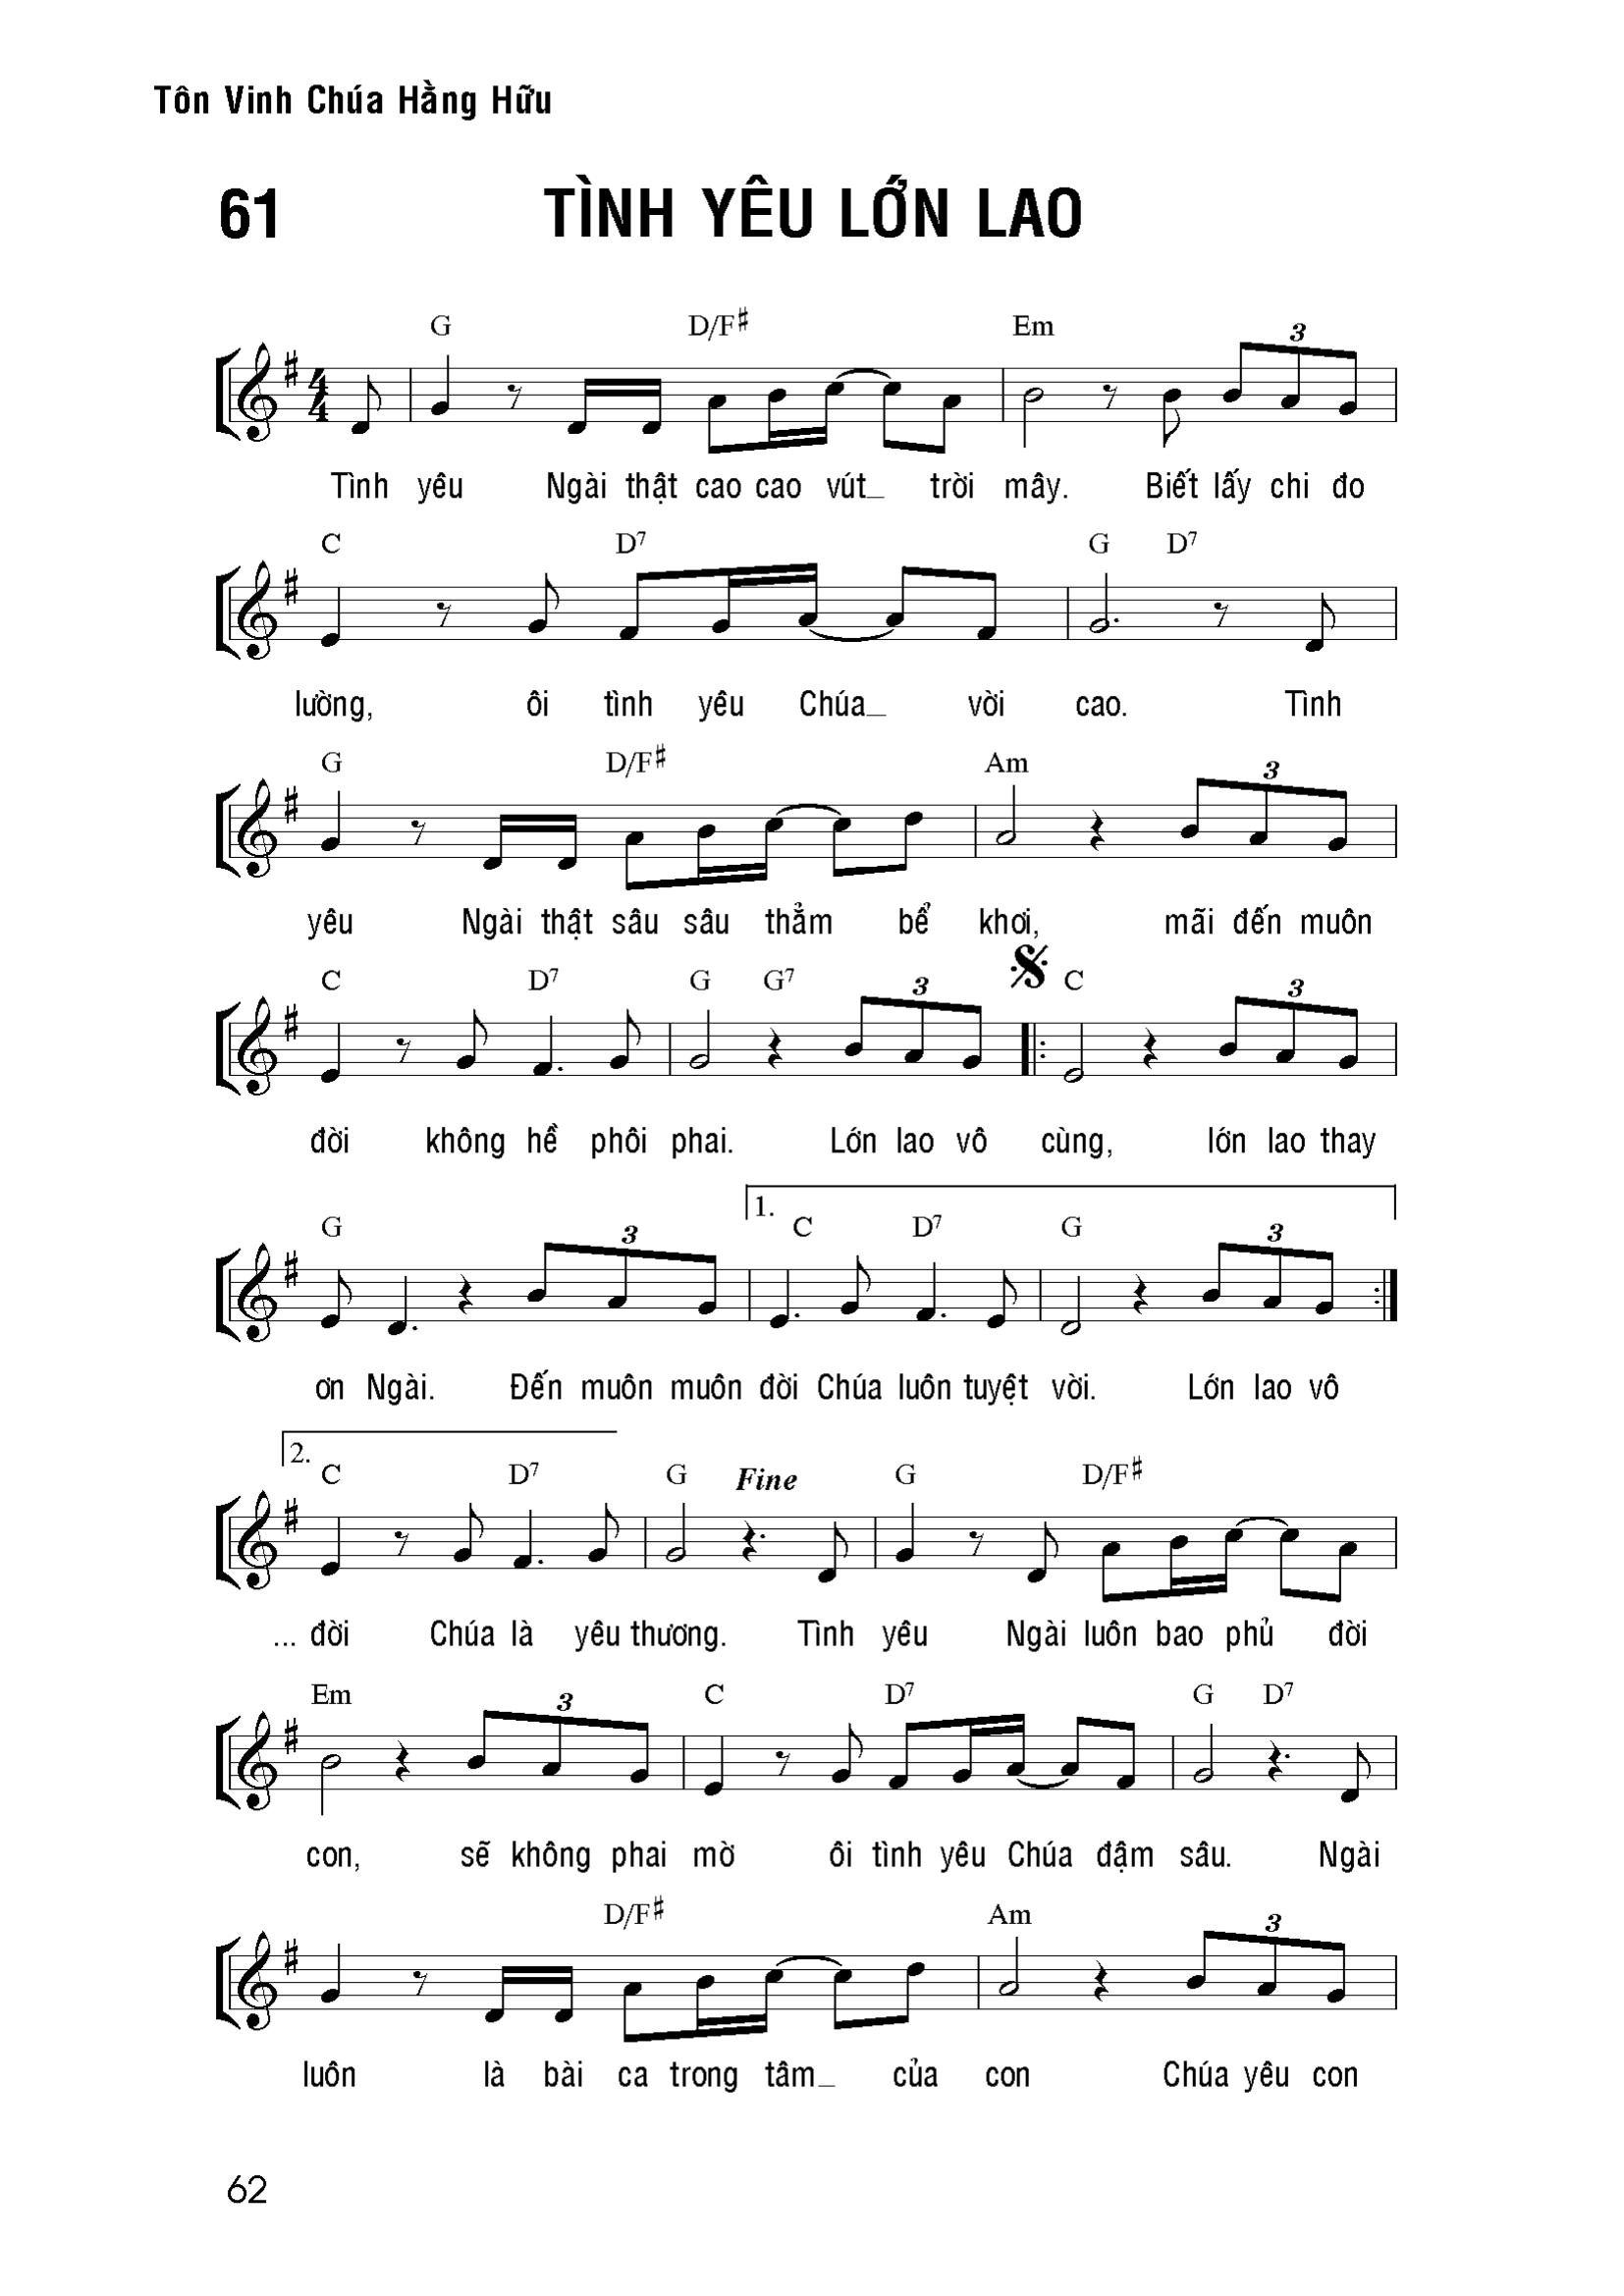 Tôn Vinh Chúa Hằng Hữu
61 TÌNH YÊU LỚN LAO
G D/F♯ Em 3
4
4
Tình yêu Ngài thật cao cao vút_ trời mây. Biết lấy chi đo
C D7 G D7
lường, ôi tình yêu Chúa_ vời cao. Tình
G D/F♯ Am 3
yêu Ngài thật sâu sâu thẳm bể khơi, mãi đến muôn
C D7 G G7 3 C 3
đời không hề phôi phai. Lớn lao vô cùng, lớn lao thay
G 3 1. C D7 G 3
ơn Ngài. Đến muôn muôn đời Chúa luôn tuyệt vời. Lớn lao vô
2. C D7 G Fine G D/F♯
... đời Chúa là yêu thương. Tình yêu Ngài luôn bao phủ đời
Em 3 C D7 G D7
con, sẽ không phai mờ ôi tình yêu Chúa đậm sâu. Ngài
D/F♯ Am 3
luôn là bài ca trong tâm_ của con Chúa yêu con
62